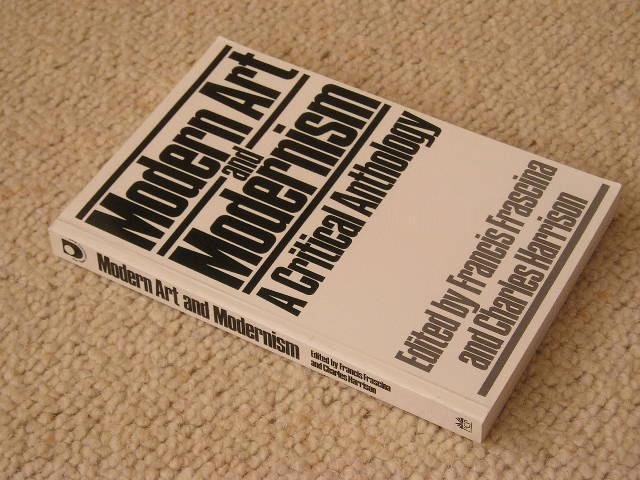 Modern Art
and
Modernism
A Critical Anthology
Edited by Francis Frascina
and Charles Harrison
Modern Art and Modernism
Edited by Francis Frascina
and Charles Harrison